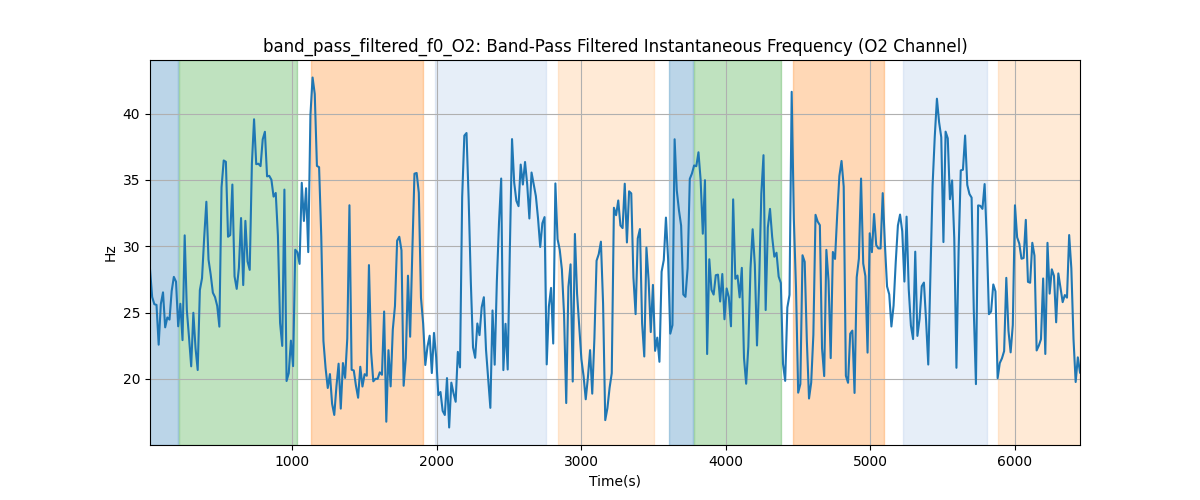 band_pass_filtered_f0_O2: Band-Pass Filtered Instantaneous Frequency (O2 Channel)
Hz
40
35
30
25
20
1000 2000 3000 4000 5000 6000
Time(s)